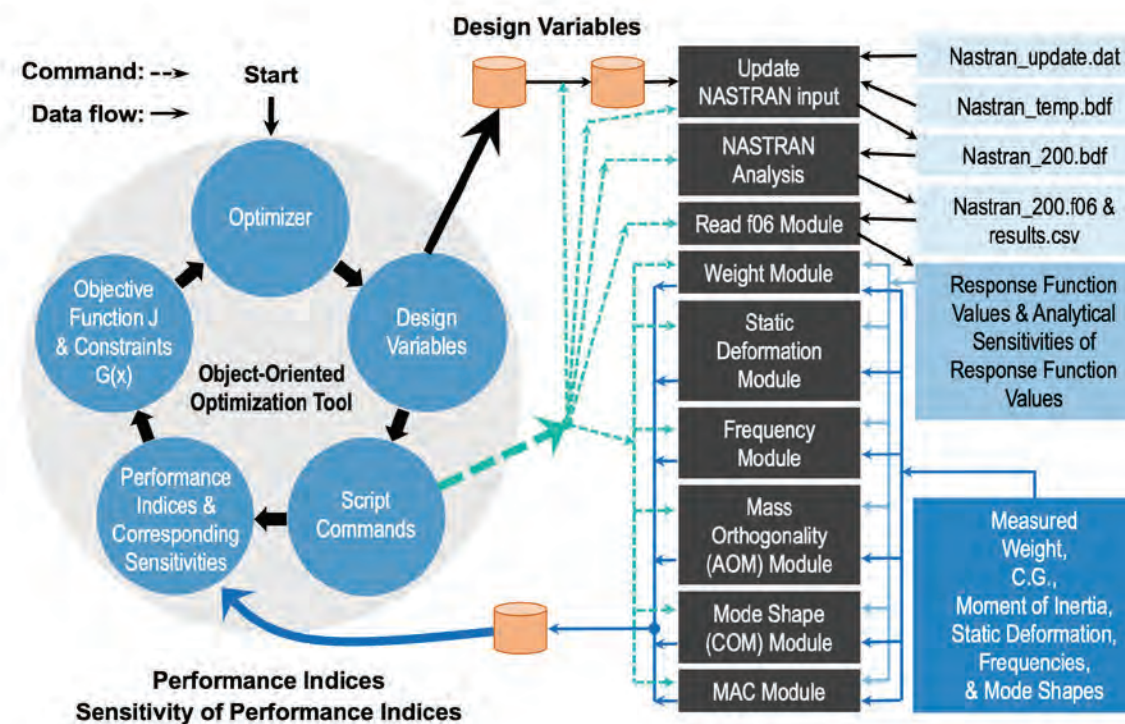 Design Variables
Command:
Data flow:
Start
Optimizer
Design
Variables
Script
Commands
Performance
Indices &
Corresponding
Sensitivities
Objective
Function J
& Constraints
G(x)
Object-Oriented
Optimization Tool
Performance Indices
Sensitivity of Performance Indices
Update
NASTRAN input
NASTRAN
Analysis
Read f06 Module
Weight Module
Static
Deformation
Module
Frequency
Module
Mass
Orthogonality
(AOM) Module
Mode Shape
(COM) Module
MAC Module
Nastran_update.dat
Nastran_temp.bdf
Nastran_200.bdf
Nastran_200.f06 &
results.csv
Response Function
Values & Analytical
Sensitivities of
Response Function
Values
Measured
Weight,
C.G.,
Moment of Inertia,
Static Deformation,
Frequencies,
& Mode Shapes